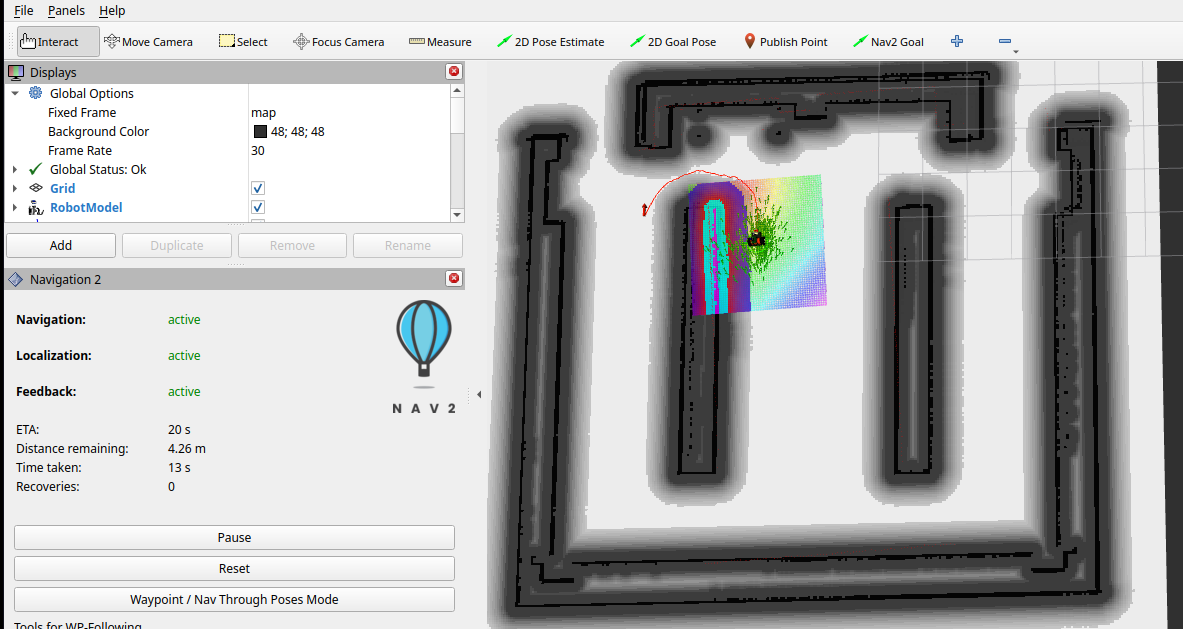 File Panels Help
Interact Move Camera Select Focus Camera Measure 2D Pose Estimate 2D Goal Pose Publish Point Nav2 Goal
Displays
Global Options
Fixed Frame map
Background Color 48; 48; 48
Frame Rate 30
Global Status: Ok
Grid
RobotModel
Add Duplicate Remove Rename
Navigation 2
Navigation: active
Localization: active
Feedback: active
NAV2
ETA: 20 s
Distance remaining: 4.26 m
Time taken: 13 s
Recoveries: 0
Pause
Reset
Waypoint / Nav Through Poses Mode
Tools for WP-Following